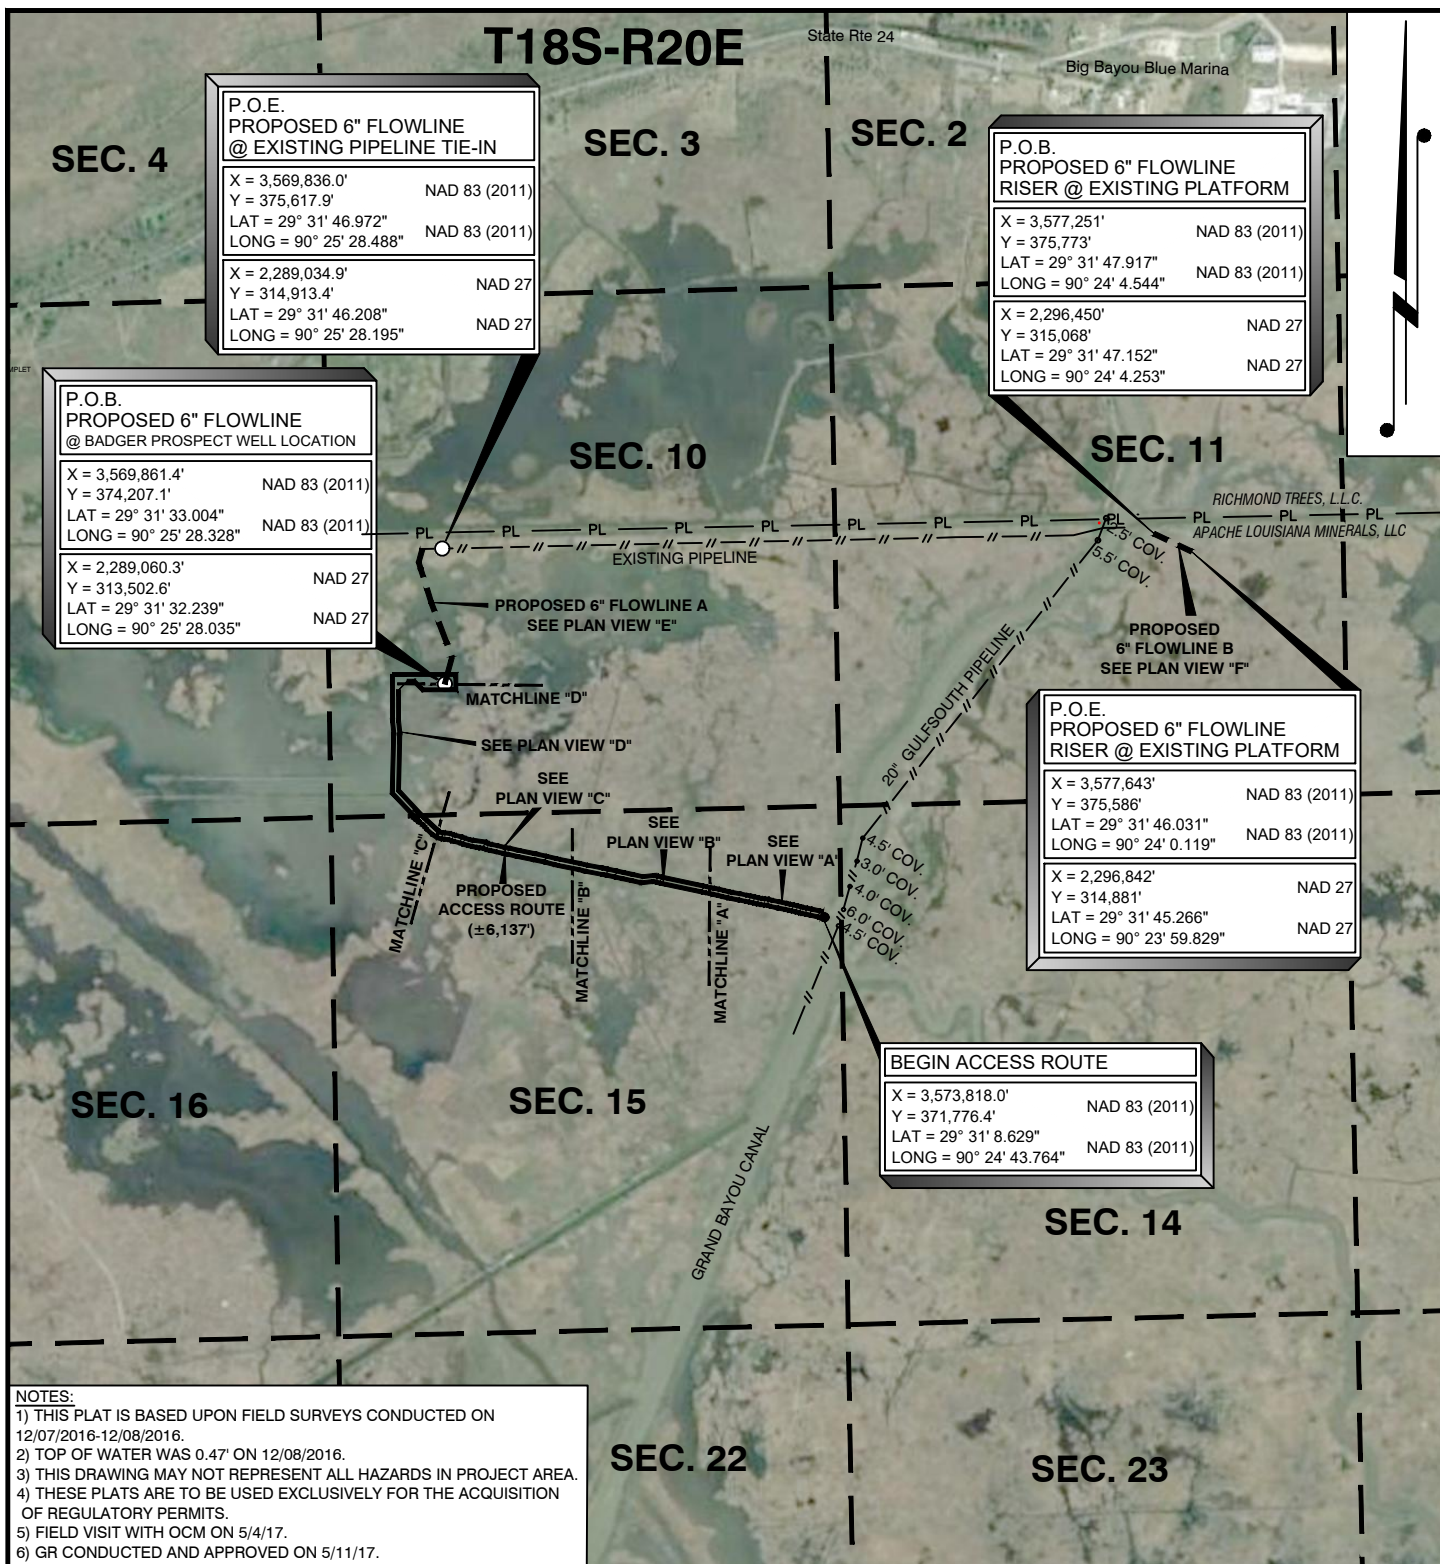 T18S-R20E
State Rte 24
Big Bayou Blue Marina
SEC. 4
SEC. 3
SEC. 2
P.O.E.
PROPOSED 6" FLOWLINE
@ EXISTING PIPELINE TIE-IN
X = 3,569,836.0'
Y = 375,617.9'
NAD 83 (2011)
LAT = 29° 31' 46.972"
LONG = 90° 25' 28.488"
NAD 83 (2011)
X = 2,289,034.9'
Y = 314,913.4'
NAD 27
LAT = 29° 31' 46.208"
LONG = 90° 25' 28.195"
NAD 27
P.O.B.
PROPOSED 6" FLOWLINE
RISER @ EXISTING PLATFORM
X = 3,577,251'
Y = 375,773'
NAD 83 (2011)
LAT = 29° 31' 47.917"
LONG = 90° 24' 4.544"
NAD 83 (2011)
X = 2,296,450'
Y = 315,068'
NAD 27
LAT = 29° 31' 47.152"
LONG = 90° 24' 4.253"
NAD 27
MPLET
P.O.B.
PROPOSED 6" FLOWLINE
@ BADGER PROSPECT WELL LOCATION
X = 3,569,861.4'
Y = 374,207.1'
NAD 83 (2011)
LAT = 29° 31' 33.004"
LONG = 90° 25' 28.328"
NAD 83 (2011)
X = 2,289,060.3'
Y = 313,502.6'
NAD 27
LAT = 29° 31' 32.239"
LONG = 90° 25' 28.035"
NAD 27
SEC. 10
SEC. 11
RICHMOND TREES, L.L.C.
PL PL PL PL PL PL PL PL PL PL PL PL
APACHE LOUISIANA MINERALS, LLC
EXISTING PIPELINE
2.5' COV.
5.5' COV.
PROPOSED 6" FLOWLINE A
SEE PLAN VIEW "E"
PROPOSED
6" FLOWLINE B
SEE PLAN VIEW "F"
20" GULFSOUTH PIPELINE
MATCHLINE "D"
SEE PLAN VIEW "D"
P.O.E.
PROPOSED 6" FLOWLINE
RISER @ EXISTING PLATFORM
X = 3,577,643'
Y = 375,586'
NAD 83 (2011)
LAT = 29° 31' 46.031"
LONG = 90° 24' 0.119"
NAD 83 (2011)
X = 2,296,842'
Y = 314,881'
NAD 27
LAT = 29° 31' 45.266"
LONG = 90° 23' 59.829"
NAD 27
SEE
PLAN VIEW "C"
SEE
PLAN VIEW "B"
SEE
PLAN VIEW "A"
4.5' COV.
3.0' COV.
4.0' COV.
6.0' COV.
4.5' COV.
MATCHLINE "C"
PROPOSED
ACCESS ROUTE
(±6,137')
MATCHLINE "B"
MATCHLINE "A"
BEGIN ACCESS ROUTE
X = 3,573,818.0'
Y = 371,776.4'
NAD 83 (2011)
LAT = 29° 31' 8.629"
LONG = 90° 24' 43.764"
NAD 83 (2011)
SEC. 16
SEC. 15
GRAND BAYOU CANAL
SEC. 14
NOTES:
1) THIS PLAT IS BASED UPON FIELD SURVEYS CONDUCTED ON
12/07/2016-12/08/2016.
2) TOP OF WATER WAS 0.47' ON 12/08/2016.
3) THIS DRAWING MAY NOT REPRESENT ALL HAZARDS IN PROJECT AREA.
4) THESE PLATS ARE TO BE USED EXCLUSIVELY FOR THE ACQUISITION
OF REGULATORY PERMITS.
5) FIELD VISIT WITH OCM ON 5/4/17.
6) GR CONDUCTED AND APPROVED ON 5/11/17.
SEC. 22
SEC. 23